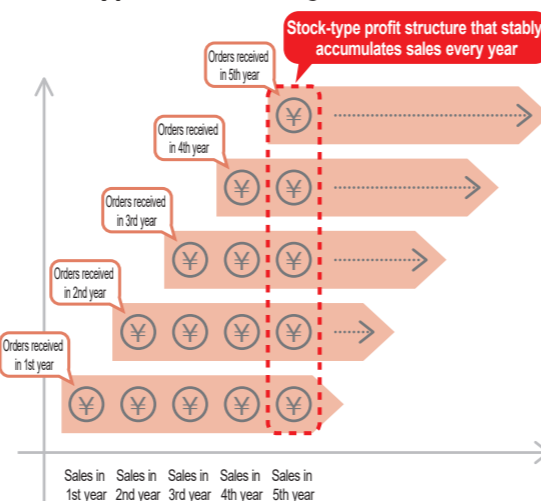 Stock-type profit structure that stably
accumulates sales every year
Orders received
in 5th year
¥
Orders received
in 4th year
¥ ¥
Orders received
in 3rd year
¥ ¥ ¥
Orders received
in 2nd year
¥ ¥ ¥ ¥
Orders received
in 1st year
¥ ¥ ¥ ¥ ¥
Sales in Sales in Sales in Sales in Sales in
1st year 2nd year 3rd year 4th year 5th year